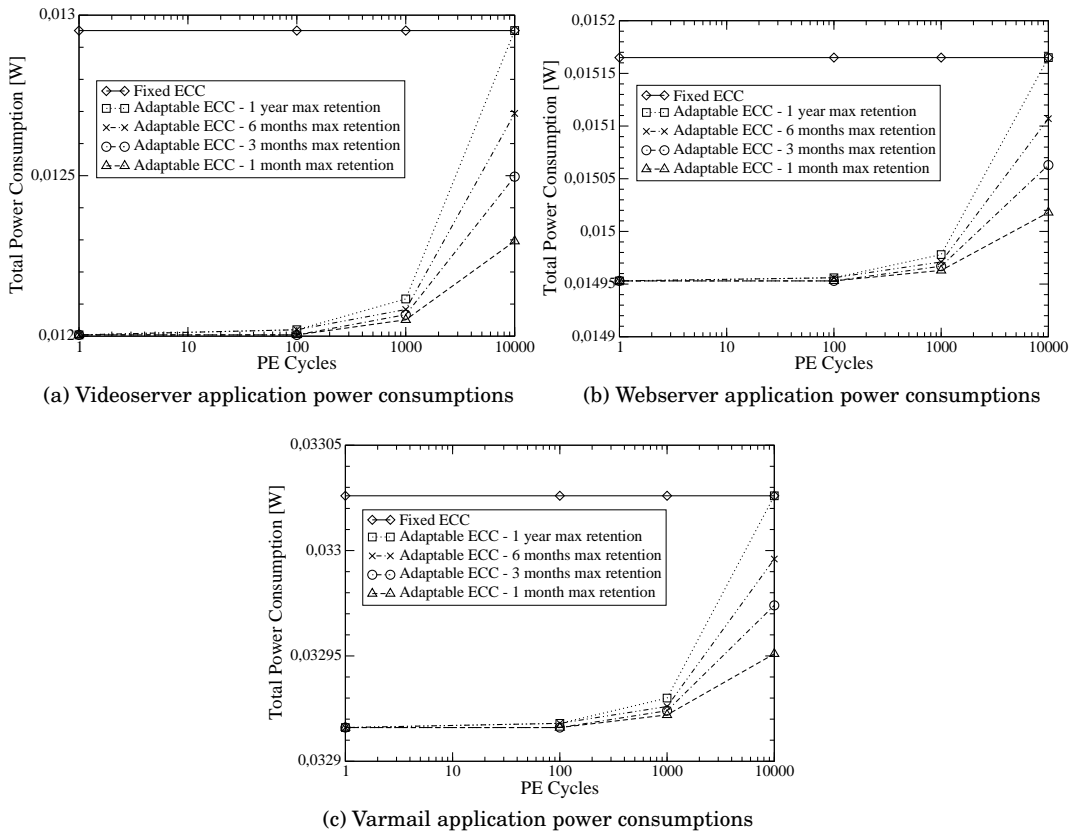 0,013
0,0125
0,012
Total Power Consumption [W]
Fixed ECC
Adaptable ECC - 1 year max retention
Adaptable ECC - 6 months max retention
Adaptable ECC - 3 months max retention
Adaptable ECC - 1 month max retention
1 10 100 1000 10000
PE Cycles
(a) Videoserver application power consumptions
0,0152
0,01515
0,0151
0,01505
0,015
0,01495
0,0149
Total Power Consumption [W]
Fixed ECC
Adaptable ECC - 1 year max retention
Adaptable ECC - 6 months max retention
Adaptable ECC - 3 months max retention
Adaptable ECC - 1 month max retention
1 10 100 1000 10000
PE Cycles
(b) Webserver application power consumptions
0,03305
0,033
0,03295
0,0329
Total Power Consumption [W]
Fixed ECC
Adaptable ECC - 1 year max retention
Adaptable ECC - 6 months max retention
Adaptable ECC - 3 months max retention
Adaptable ECC - 1 month max retention
1 10 100 1000 10000
PE Cycles
(c) Varmail application power consumptions